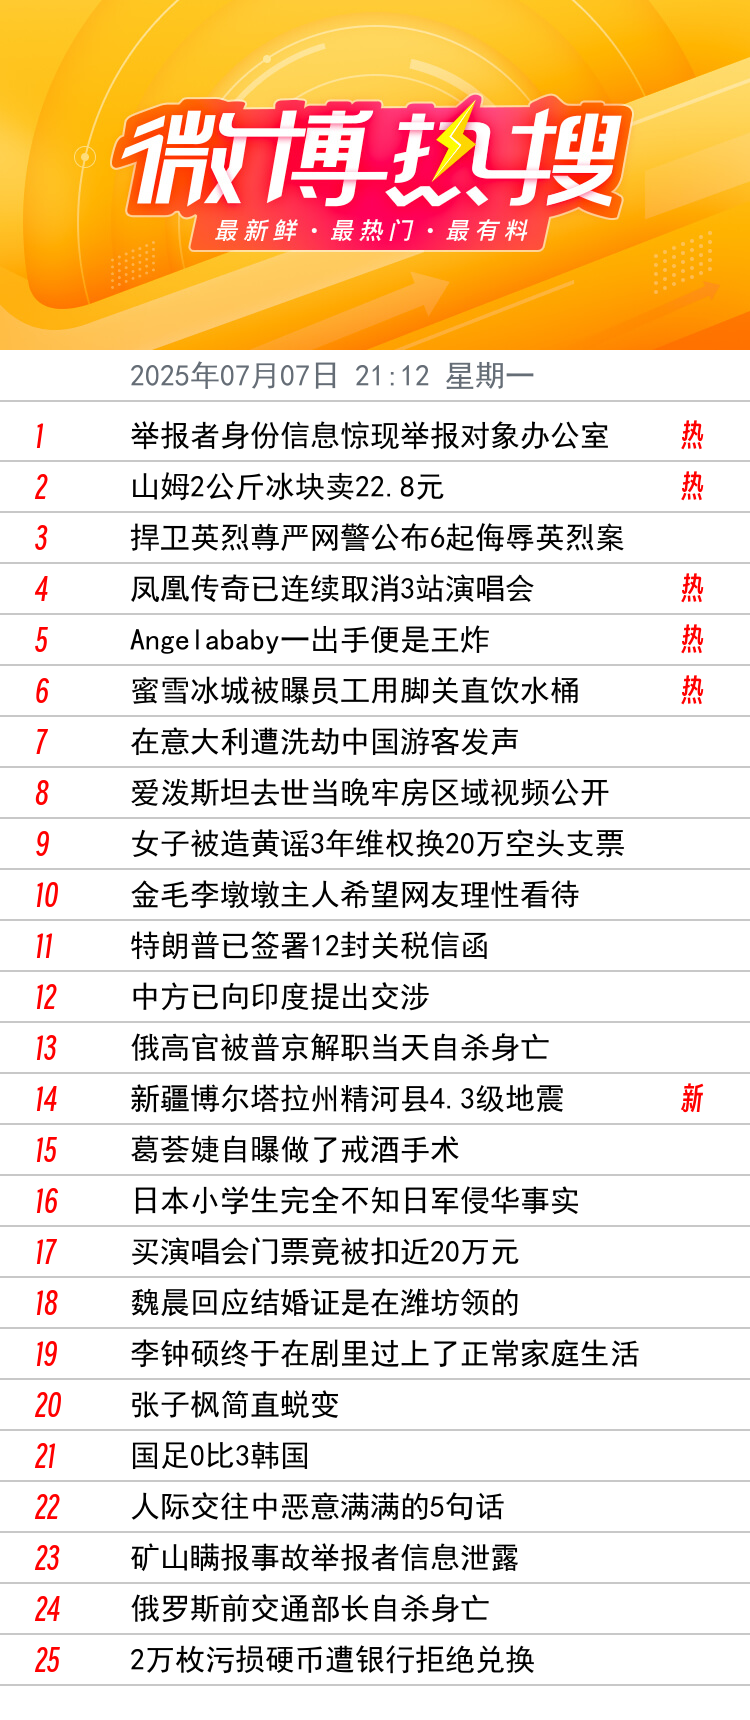 微博热搜
最新鲜·最热门·最有料
2025年07月07日 21:12 星期一
1 举报者身份信息惊现举报对象办公室 热
2 山姆2公斤冰块卖22.8元 热
3 捍卫英烈尊严网警公布6起侮辱英烈案
4 凤凰传奇已连续取消3站演唱会 热
5 Angelababy一出手便是王炸 热
6 蜜雪冰城被曝员工用脚关直饮水桶 热
7 在意大利遭洗劫中国游客发声
8 爱泼斯坦去世当晚牢房区域视频公开
9 女子被造黄谣3年维权换20万空头支票
10 金毛李墩墩主人希望网友理性看待
11 特朗普已签署12封关税信函
12 中方已向印度提出交涉
13 俄高官被普京解职当天自杀身亡
14 新疆博尔塔拉州精河县4.3级地震 新
15 葛荟婕自曝做了戒酒手术
16 日本小学生完全不知日军侵华事实
17 买演唱会门票竟被扣近20万元
18 魏晨回应结婚证是在潍坊领的
19 李钟硕终于在剧里过上了正常家庭生活
20 张子枫简直蜕变
21 国足0比3韩国
22 人际交往中恶意满满的5句话
23 矿山瞒报事故举报者信息泄露
24 俄罗斯前交通部长自杀身亡
25 2万枚污损硬币遭银行拒绝兑换